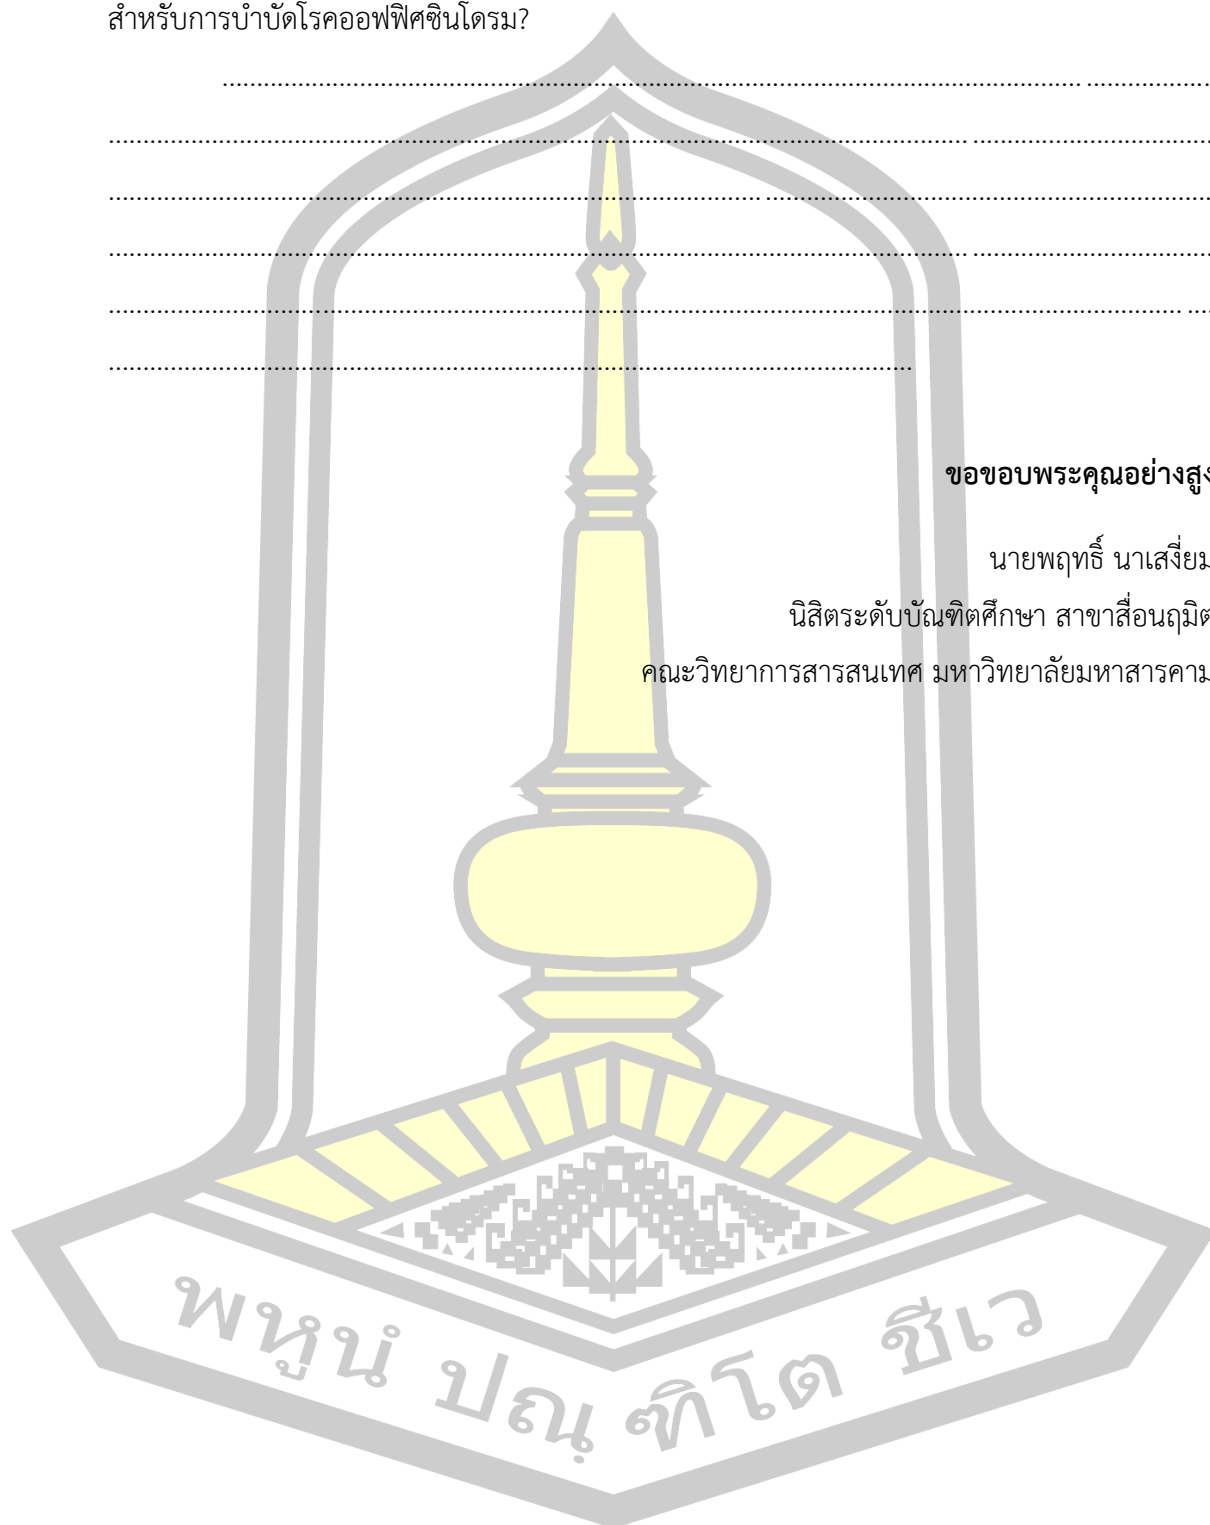 สำหรับการบำบัดโรคออฟฟิศซินโดรม?
................................................................................................................................ ..................
................................................................................................................................ ...................................
................................................................................................ .................................................................
................................................................................................................................ ...................................
............................................................................................................................................................... ....
......................................................................................................................
ขอขอบพระคุณอย่างสูง
นายพฤทธิ์ นาเสงี่ยม
นิสิตระดับบัณฑิตศึกษา สาขาสื่อนฤมิต
คณะวิทยาการสารสนเทศ มหาวิทยาลัยมหาสารคาม
พหูนํ ปณฺฑิโต ชีเว